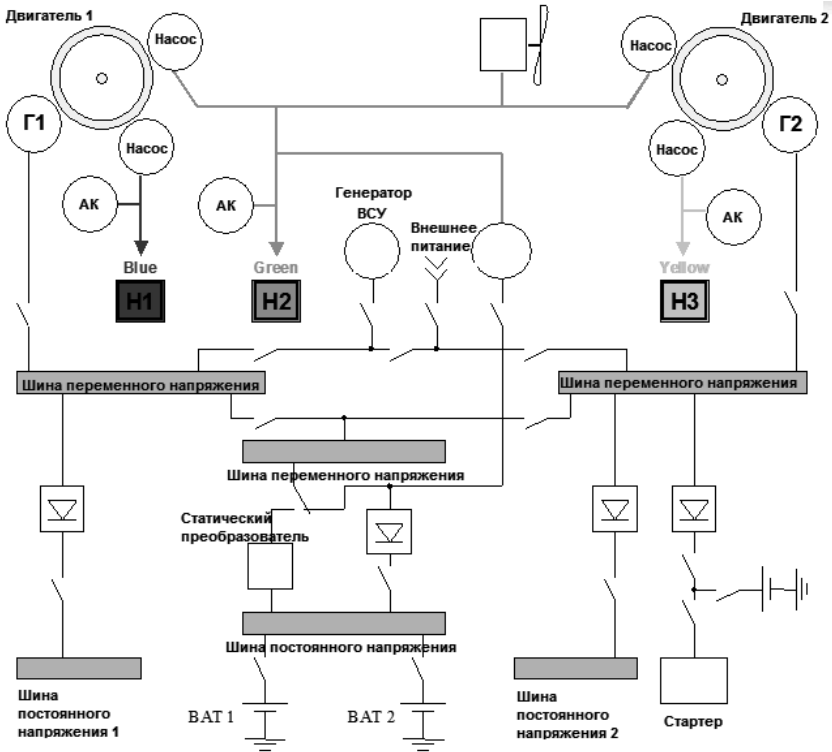 Двигатель 1
Двигатель 2
Насос
Насос
Г1
Г2
Насос
Насос
АК
АК
АК
Генератор
ВСУ
Внешнее
питание
Blue
Green
Yellow
H1
H2
H3
Шина переменного напряжения
Шина переменного напряжения
Шина переменного напряжения
Статический
преобразователь
Шина постоянного напряжения
Шина
постоянного
напряжения 1
BAT 1
BAT 2
Шина
постоянного
напряжения 2
Стартер